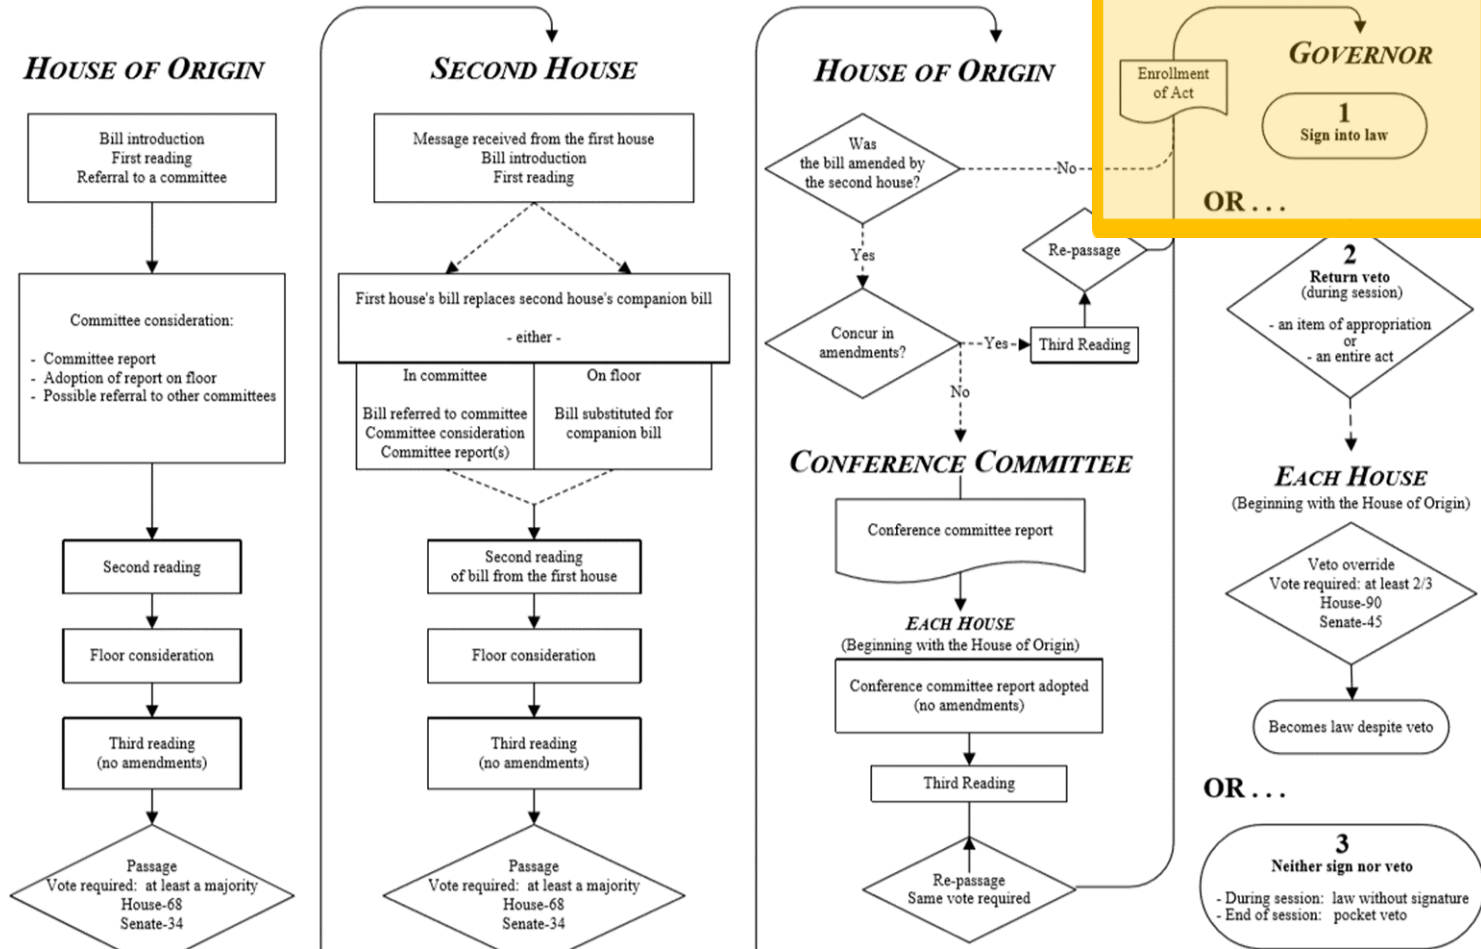 HOUSE OF ORIGIN
Bill introduction
First reading
Referral to a committee
Committee consideration:
- Committee report
- Adoption of report on floor
- Possible referral to other committees
Second reading
Floor consideration
Third reading
(no amendments)
Passage
Vote required: at least a majority
House-68
Senate-34
SECOND HOUSE
Message received from the first house
Bill introduction
First reading
First house's bill replaces second house's companion bill
- either -
In committee
Bill referred to committee
Committee consideration
Committee report(s)
On floor
Bill substituted for
companion bill
Second reading
of bill from the first house
Floor consideration
Third reading
(no amendments)
Passage
Vote required: at least a majority
House-68
Senate-34
HOUSE OF ORIGIN
Was
the bill amended by
the second house?
No
Yes
Concur in
amendments?
Yes
Third Reading
Re-passage
No
CONFERENCE COMMITTEE
Conference committee report
EACH HOUSE
(Beginning with the House of Origin)
Conference committee report adopted
(no amendments)
Third Reading
Re-passage
Same vote required
Enrollment
of Act
GOVERNOR
1
Sign into law
OR . . .
2
Return veto
(during session)
- an item of appropriation
or
- an entire act
EACH HOUSE
(Beginning with the House of Origin)
Veto override
Vote required: at least 2/3
House-90
Senate-45
Becomes law despite veto
OR . . .
3
Neither sign nor veto
- During session: law without signature
- End of session: pocket veto